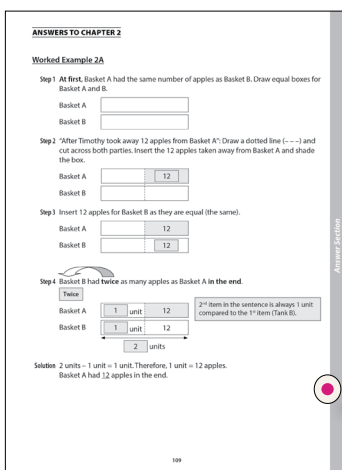 ANSWERS TO CHAPTER 2
Worked Example 2A
Step 1 At first, Basket A had the same number of apples as Basket B. Draw equal boxes for
Basket A and B.
Basket A
Basket B
Step 2 "After Timothy took away 12 apples from Basket A": Draw a dotted line (– – –) and
cut across both parties. Insert the 12 apples taken away from Basket A and shade
the box.
Basket A 12
Basket B
Step 3 Insert 12 apples for Basket B as they are equal (the same).
Basket A 12
Basket B 12
Step 4 Basket B had twice as many apples as Basket A in the end.
Twice
Basket A 1 unit 12
Basket B 1 unit 12
2 units
2nd item in the sentence is always 1 unit
compared to the 1st item (Tank B).
Solution 2 units – 1 unit = 1 unit. Therefore, 1 unit = 12 apples.
Basket A had 12 apples in the end.
Answer Section
109